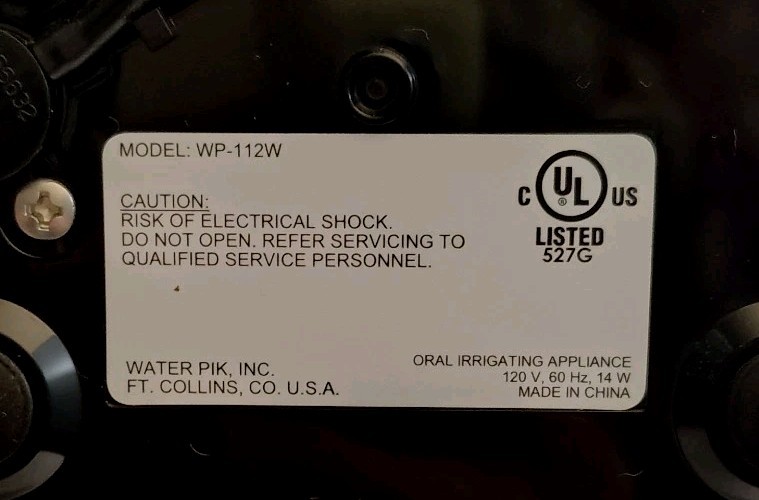 66632
MODEL: WP-112W
CAUTION:
RISK OF ELECTRICAL SHOCK.
DO NOT OPEN. REFER SERVICING TO
QUALIFIED SERVICE PERSONNEL.
C UL® US
LISTED
527G
WATER PIK, INC.
FT. COLLINS, CO. U.S.A.
ORAL IRRIGATING APPLIANCE
120 V, 60 Hz, 14 W
MADE IN CHINA